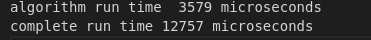 algorithm run time  3579 microseconds
complete run time 12757 microseconds